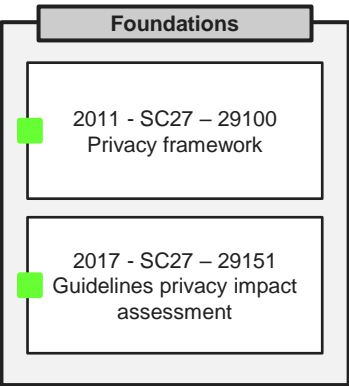 Foundations
2011 - SC27 – 29100
Privacy framework
2017 - SC27 – 29151
Guidelines privacy impact
assessment